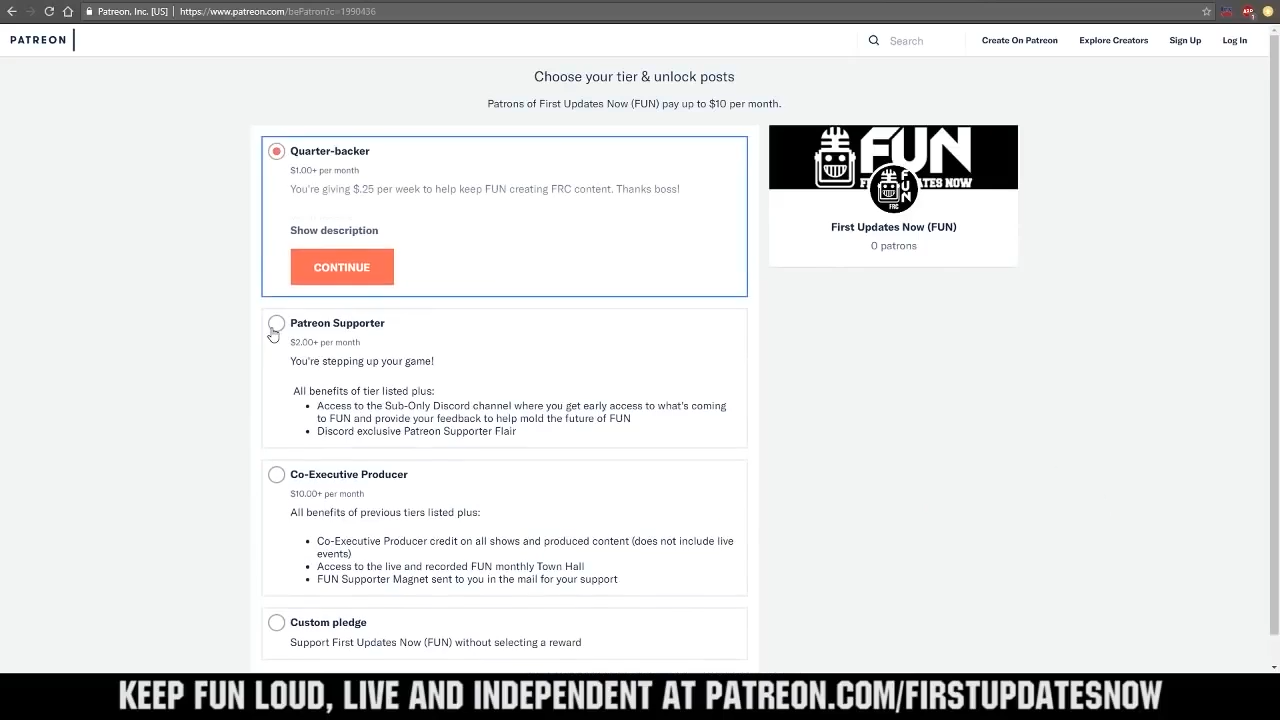 Patreon, Inc. [US] | https://www.patreon.com/bePatron?c=1990436
PATREON
Search
Create On Patreon
Explore Creators
Sign Up
Log In
Choose your tier & unlock posts
Patrons of First Updates Now (FUN) pay up to $10 per month.
Quarter-backer
$1.00+ per month
You're giving $.25 per week to help keep FUN creating FRC content. Thanks boss!
Show description
CONTINUE
Patreon Supporter
$2.00+ per month
You're stepping up your game!
All benefits of tier listed plus:
Access to the Sub-Only Discord channel where you get early access to what's coming
to FUN and provide your feedback to help mold the future of FUN
Discord exclusive Patreon Supporter Flair
Co-Executive Producer
$10.00+ per month
All benefits of previous tiers listed plus:
Co-Executive Producer credit on all shows and produced content (does not include live
events)
Access to the live and recorded FUN monthly Town Hall
FUN Supporter Magnet sent to you in the mail for your support
Custom pledge
Support First Updates Now (FUN) without selecting a reward
FUN
FUN
FRC
First Updates Now (FUN)
0 patrons
KEEP FUN LOUD, LIVE AND INDEPENDENT AT PATREON.COM/FIRSTUPDATESNOW